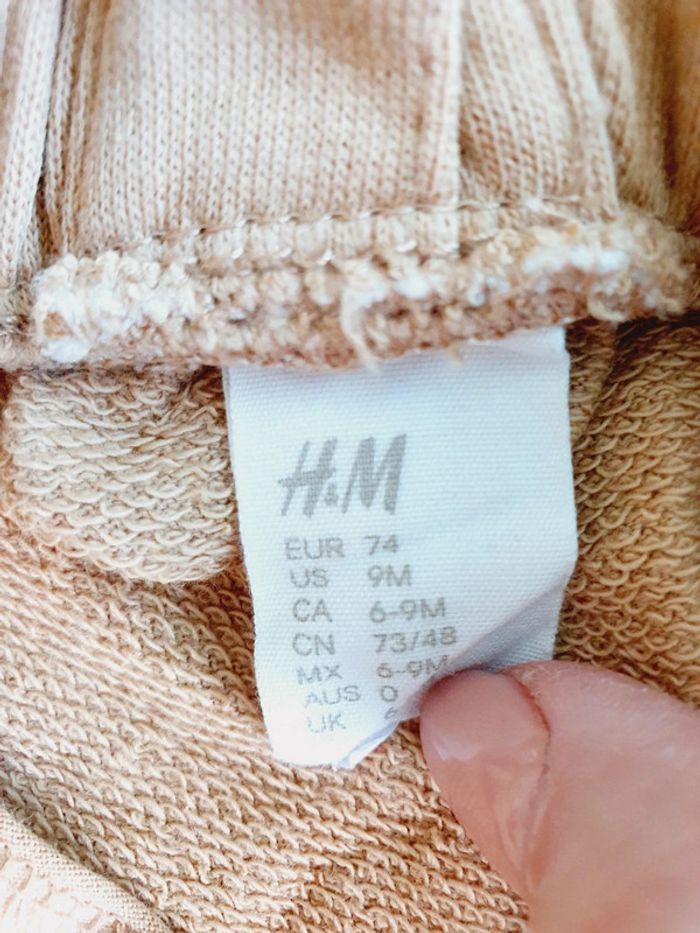 H&M
EUR 74
US 9M
CA 6-9M
CN 73/48
MX 6-9M
AUS 0
UK